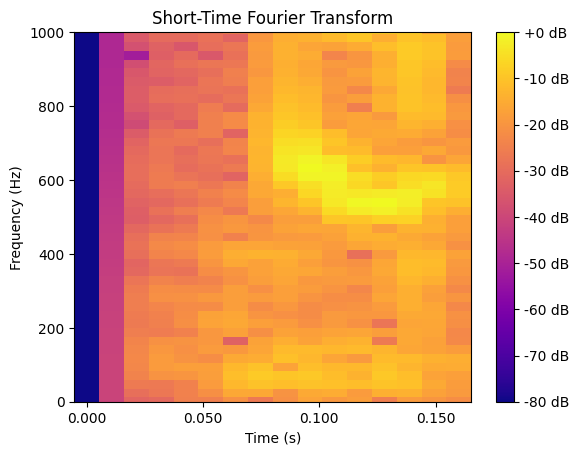 Short-Time Fourier Transform
Frequency (Hz)
1000
800
600
400
200
0
0.000
0.050
0.100
0.150
Time (s)
+0 dB
-10 dB
-20 dB
-30 dB
-40 dB
-50 dB
-60 dB
-70 dB
-80 dB